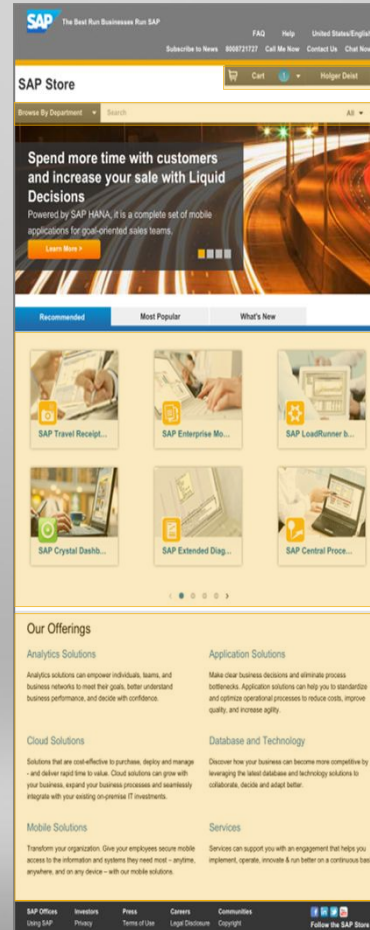 SAP The Best Run Businesses Run SAP
FAQ Help United States/English
Subscribe to News 8008721727 Call Me Now Contact Us Chat Now
SAP Store
Cart Holger Deist
Browse By Department Search All
Spend more time with customers
and increase your sale with Liquid
Decisions
Powered by SAP HANA, it is a complete set of mobile
applications for goal-oriented sales teams.
Learn More >
Recommended Most Popular What's New
SAP Travel Receipt... SAP Enterprise Mo... SAP LoadRunner b...
SAP Crystal Dashb... SAP Extended Diag... SAP Central Proce...
Our Offerings
Analytics Solutions
Analytics solutions can empower individuals, teams, and
business networks to meet their goals, better understand
business performance, and decide with confidence.
Application Solutions
Make clear business decisions and eliminate process
bottlenecks. Application solutions can help you to standardize
and optimize operational processes to reduce costs, improve
quality, and increase agility.
Cloud Solutions
Solutions that are cost-effective to purchase, deploy and manage
- and deliver rapid time to value. Cloud solutions can grow with
your business, expand your business processes and seamlessly
integrate with your existing on-premise IT investments.
Database and Technology
Discover how your business can become more competitive by
leveraging the latest database and technology solutions to
collaborate, decide and adapt better.
Mobile Solutions
Transform your organization. Give your employees secure mobile
access to the information and systems they need most – anytime,
anywhere, and on any device – with our mobile solutions.
Services
Services can support you with an engagement that helps you
implement, operate, innovate & run better on a continuous bas
SAP Offices Investors Press Careers Communities
Using SAP Privacy Terms of Use Legal Disclosure Copyright
Follow the SAP Store